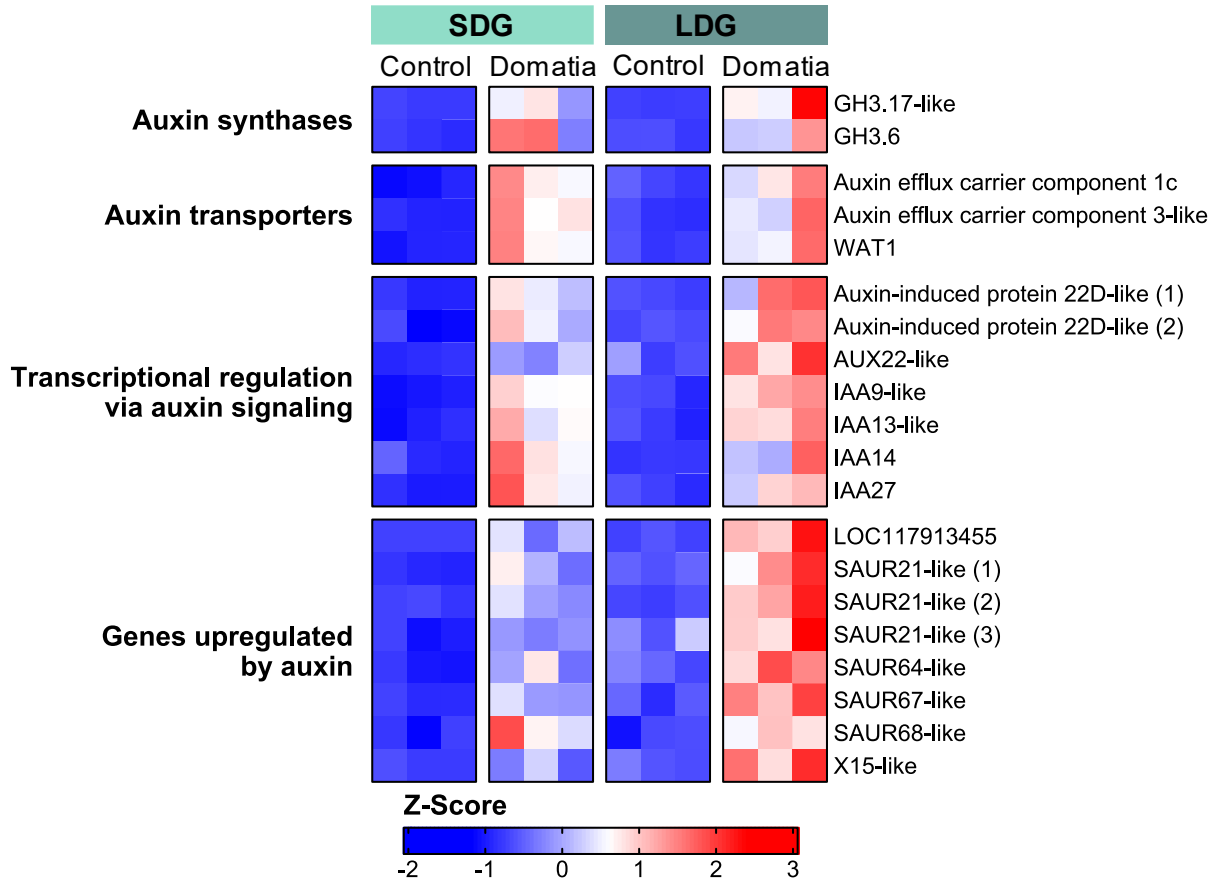 SDG LDG
Control Domatia Control Domatia
Auxin synthases
GH3.17-like
GH3.6
Auxin transporters
Auxin efflux carrier component 1c
Auxin efflux carrier component 3-like
WAT1
Transcriptional regulation
via auxin signaling
Auxin-induced protein 22D-like (1)
Auxin-induced protein 22D-like (2)
AUX22-like
IAA9-like
IAA13-like
IAA14
IAA27
Genes upregulated
by auxin
LOC117913455
SAUR21-like (1)
SAUR21-like (2)
SAUR21-like (3)
SAUR64-like
SAUR67-like
SAUR68-like
X15-like
Z-Score
-2 -1 0 1 2 3